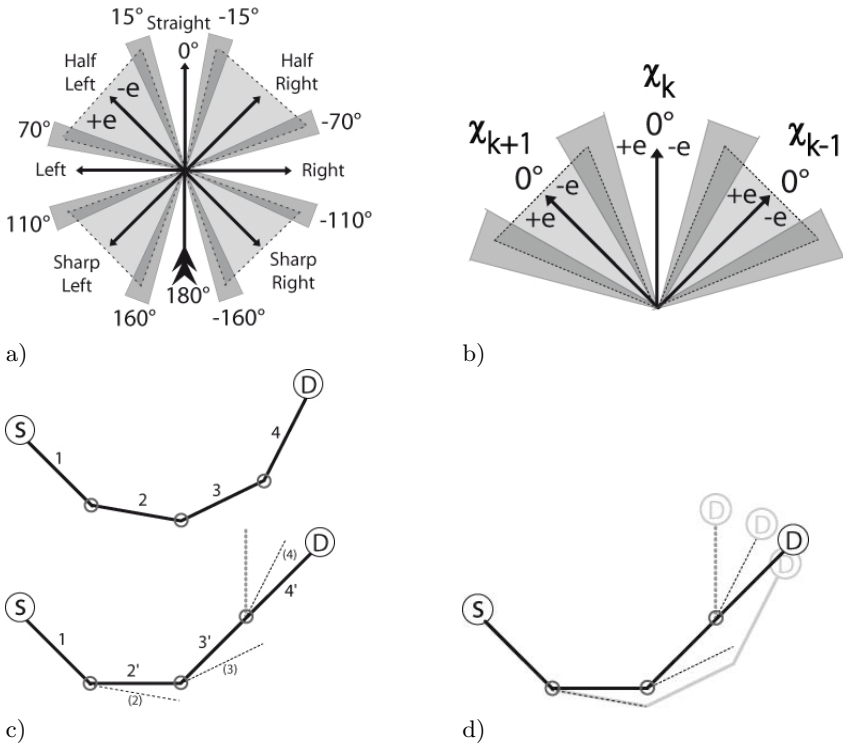 15° Straight -15°
0°
Half Left
Half Right
-e
+e
70°
-70°
Left
Right
110°
-110°
Sharp Left
Sharp Right
180°
160°
-160°
a)
χk
0°
χk+1
χk-1
+e -e
0°
0°
-e
+e
+e
-e
b)
S
D
1
2
3
4
S
D
1
2'
3'
4'
(2)
(3)
(4)
c)
D
D
D
D
S
d)